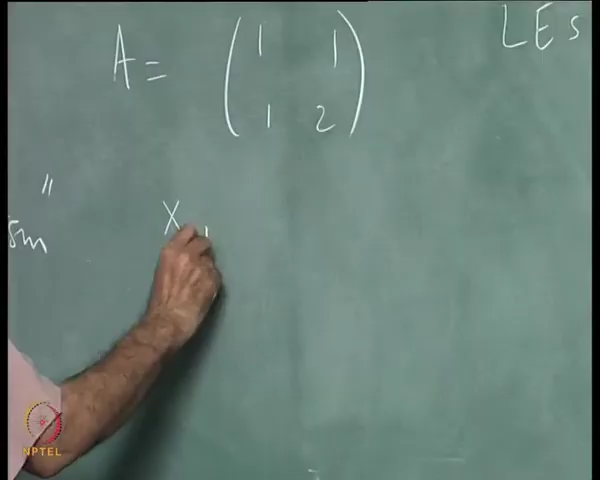 LEs
A = ( 1 1
1 2 )
"
X
NPTEL